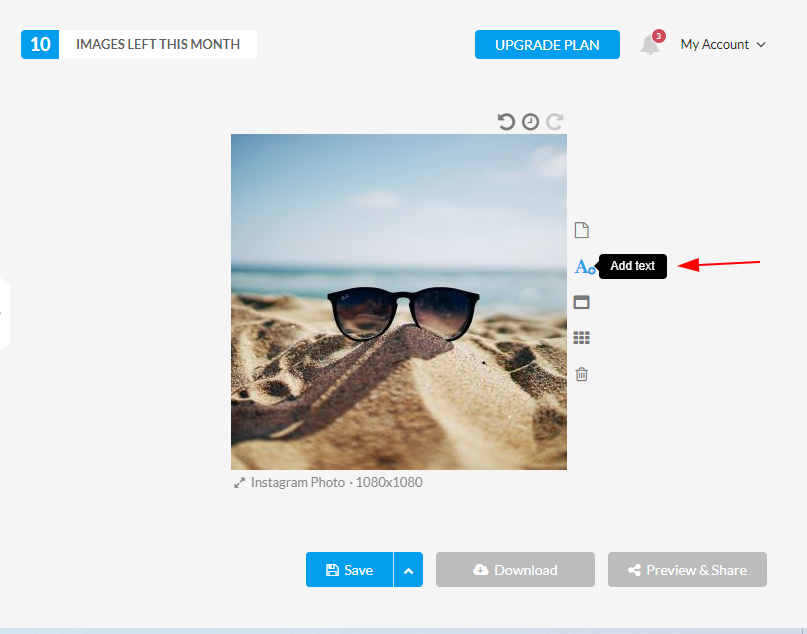 10 IMAGES LEFT THIS MONTH
UPGRADE PLAN
3
My Account
A
Add text
Instagram Photo · 1080x1080
Save
Download
Preview & Share